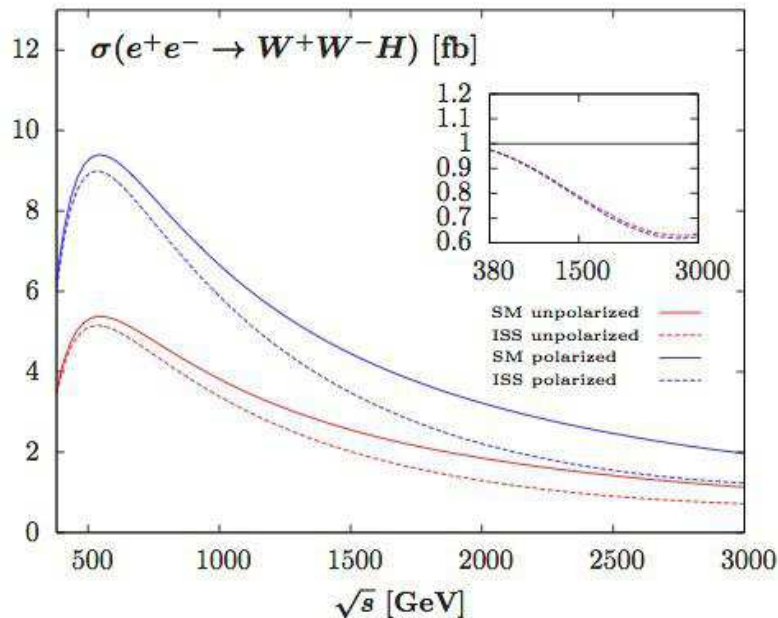 σ(e⁺e⁻ → W⁺W⁻H) [fb]
12
10
8
6
4
2
0
500 1000 1500 2000 2500 3000
√s [GeV]
1.2
1.1
1
0.9
0.8
0.7
0.6
380 1500 3000
SM unpolarized
ISS unpolarized
SM polarized
ISS polarized